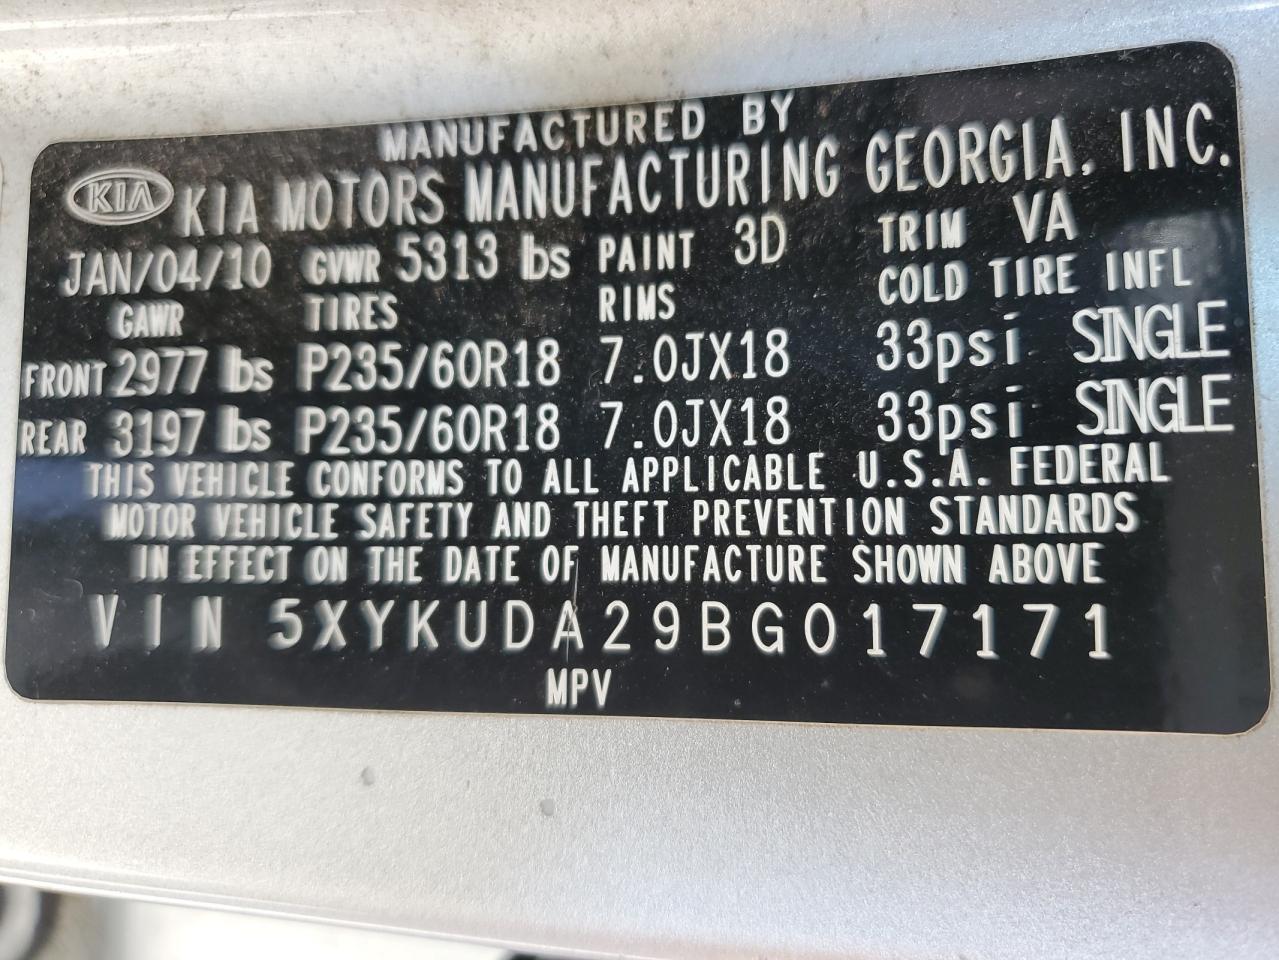 MANUFACTURED BY
KIA KIA MOTORS MANUFACTURING GEORGIA, INC.
JAN/04/10 GVWR 5313 lbs PAINT 3D TRIM VA
GAWR TIRES RIMS COLD TIRE INFL
FRONT 2977 lbs P235/60R18 7.0JX18 33psi SINGLE
REAR 3197 lbs P235/60R18 7.0JX18 33psi SINGLE
THIS VEHICLE CONFORMS TO ALL APPLICABLE U.S.A. FEDERAL
MOTOR VEHICLE SAFETY AND THEFT PREVENTION STANDARDS
IN EFFECT ON THE DATE OF MANUFACTURE SHOWN ABOVE
VIN 5XYKUDA29BG017171
MPV